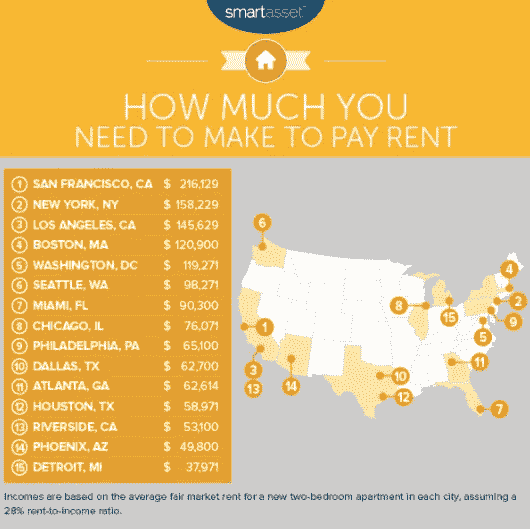 smartasset™
HOW MUCH YOU
NEED TO MAKE TO PAY RENT
1 SAN FRANCISCO, CA $ 216,129
2 NEW YORK, NY $ 158,229
3 LOS ANGELES, CA $ 145,629
4 BOSTON, MA $ 120,900
5 WASHINGTON, DC $ 119,271
6 SEATTLE, WA $ 98,271
7 MIAMI, FL $ 90,300
8 CHICAGO, IL $ 76,071
9 PHILADELPHIA, PA $ 65,100
10 DALLAS, TX $ 62,700
11 ATLANTA, GA $ 62,614
12 HOUSTON, TX $ 58,971
13 RIVERSIDE, CA $ 53,100
14 PHOENIX, AZ $ 49,800
15 DETROIT, MI $ 37,971
6
4
8
2
15
9
1
5
11
3
14
10
13
12
7
Incomes are based on the average fair market rent for a new two-bedroom apartment in each city, assuming a
28% rent-to-income ratio.